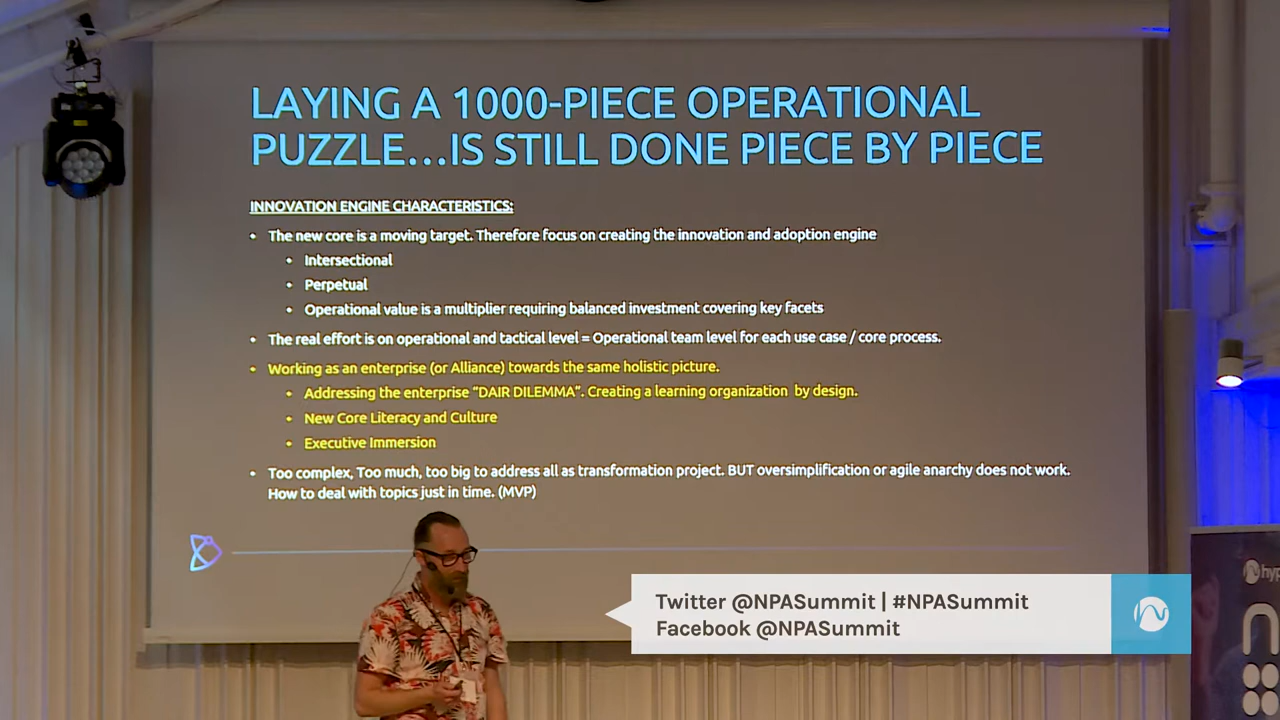 LAYING A 1000-PIECE OPERATIONAL
PUZZLE...IS STILL DONE PIECE BY PIECE
INNOVATION ENGINE CHARACTERISTICS:
• The new core is a moving target. Therefore focus on creating the innovation and adoption engine
• Intersectional
• Perpetual
• Operational value is a multiplier requiring balanced investment covering key facets
• The real effort is on operational and tactical level = Operational team level for each use case / core process.
• Working as an enterprise (or Alliance) towards the same holistic picture.
• Addressing the enterprise “DAIR DILEMMA”. Creating a learning organization by design.
• New Core Literacy and Culture
• Executive Immersion
• Too complex, Too much, too big to address all as transformation project. BUT oversimplification or agile anarchy does not work.
How to deal with topics just in time. (MVP)
Twitter @NPASummit | #NPASummit
Facebook @NPASummit